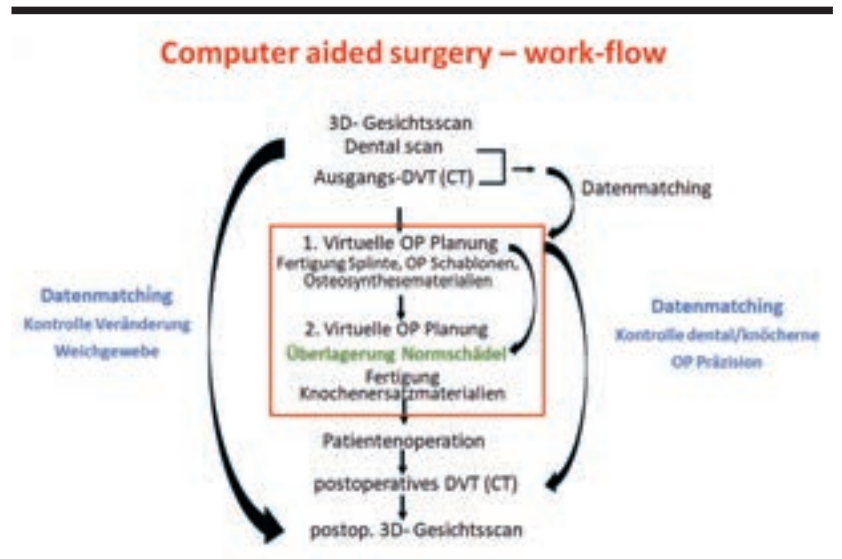 Computer aided surgery – work-flow
3D- Gesichtsscan
Dental scan
Ausgangs-DVT (CT)
Datenmatching
1. Virtuelle OP Planung
Fertigung Splinte, OP Schablonen,
Osteosynthesematerialien
2. Virtuelle OP Planung
Überlagerung Normschädel
Fertigung
Knochenersatzmaterialien
Datenmatching
Kontrolle Veränderung
Weichgewebe
Datenmatching
Kontrolle dental/knöcherne
OP Präzision
Patientenoperation
postoperatives DVT (CT)
postop. 3D- Gesichtsscan